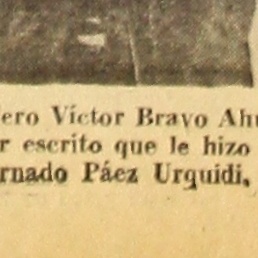 ero Víctor Bravo Ahu
r escrito que le hizo
rnado Páez Urquidi,